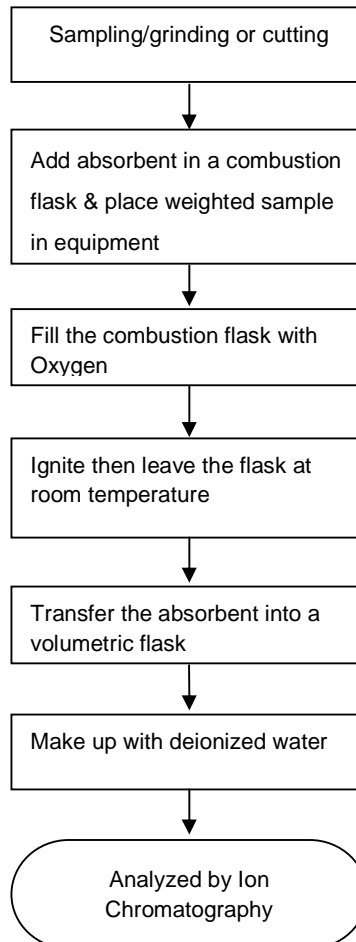 Sampling/grinding or cutting
Add absorbent in a combustion
flask & place weighted sample
in equipment
Fill the combustion flask with
Oxygen
Ignite then leave the flask at
room temperature
Transfer the absorbent into a
volumetric flask
Make up with deionized water
Analyzed by Ion
Chromatography